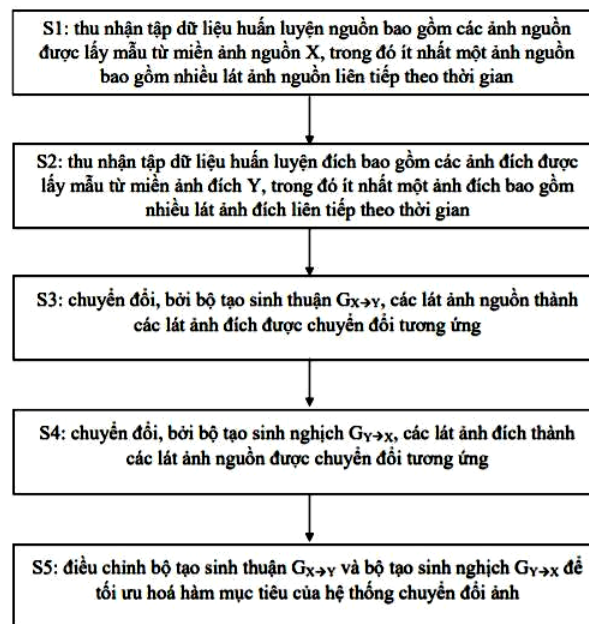 S1: thu nhận tập dữ liệu huấn luyện nguồn bao gồm các ảnh nguồn
được lấy mẫu từ miền ảnh nguồn X, trong đó ít nhất một ảnh nguồn
bao gồm nhiều lát ảnh nguồn liên tiếp theo thời gian
S2: thu nhận tập dữ liệu huấn luyện đích bao gồm các ảnh đích được
lấy mẫu từ miền ảnh đích Y, trong đó ít nhất một ảnh đích bao gồm
nhiều lát ảnh đích liên tiếp theo thời gian
S3: chuyển đổi, bởi bộ tạo sinh thuận GX→Y, các lát ảnh nguồn thành
các lát ảnh đích được chuyển đổi tương ứng
S4: chuyển đổi, bởi bộ tạo sinh nghịch GY→X, các lát ảnh đích thành
các lát ảnh nguồn được chuyển đổi tương ứng
S5: điều chỉnh bộ tạo sinh thuận GX→Y và bộ tạo sinh nghịch GY→X để
tối ưu hoá hàm mục tiêu của hệ thống chuyển đổi ảnh